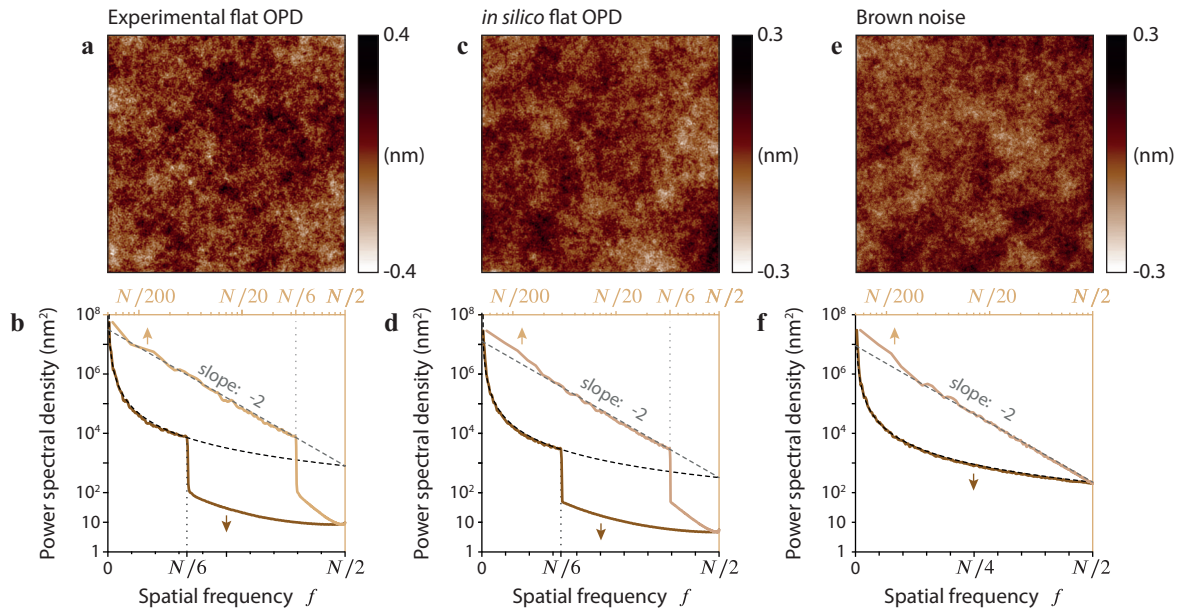 Experimental flat OPD
a
0.4
(nm)
-0.4
in silico flat OPD
c
0.3
(nm)
-0.3
Brown noise
e
0.3
(nm)
-0.3
N/200 N/20 N/6 N/2
b
Power spectral density (nm²)
10⁸
10⁶
10⁴
10²
10
1
slope: -2
0 N/6 N/2
Spatial frequency f
N/200 N/20 N/6 N/2
d
Power spectral density (nm²)
10⁸
10⁶
10⁴
10²
10
1
slope: -2
0 N/6 N/2
Spatial frequency f
N/200 N/20 N/2
f
Power spectral density (nm²)
10⁸
10⁶
10⁴
10²
10
1
slope: -2
0 N/4 N/2
Spatial frequency f